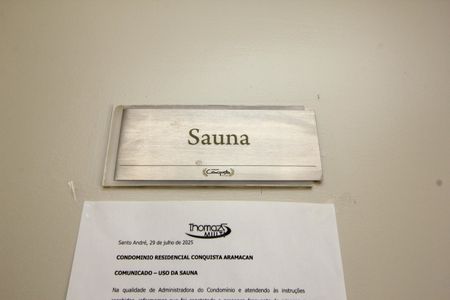 Sauna
Conquista
Thomaz
Santo André, 29 de julho de 2025
CONDOMINIO RESIDENCIAL CONQUISTA ARAMACAN
COMUNICADO – USO DA SAUNA
Na qualidade de Administradora do Condomínio e atendendo às instruções